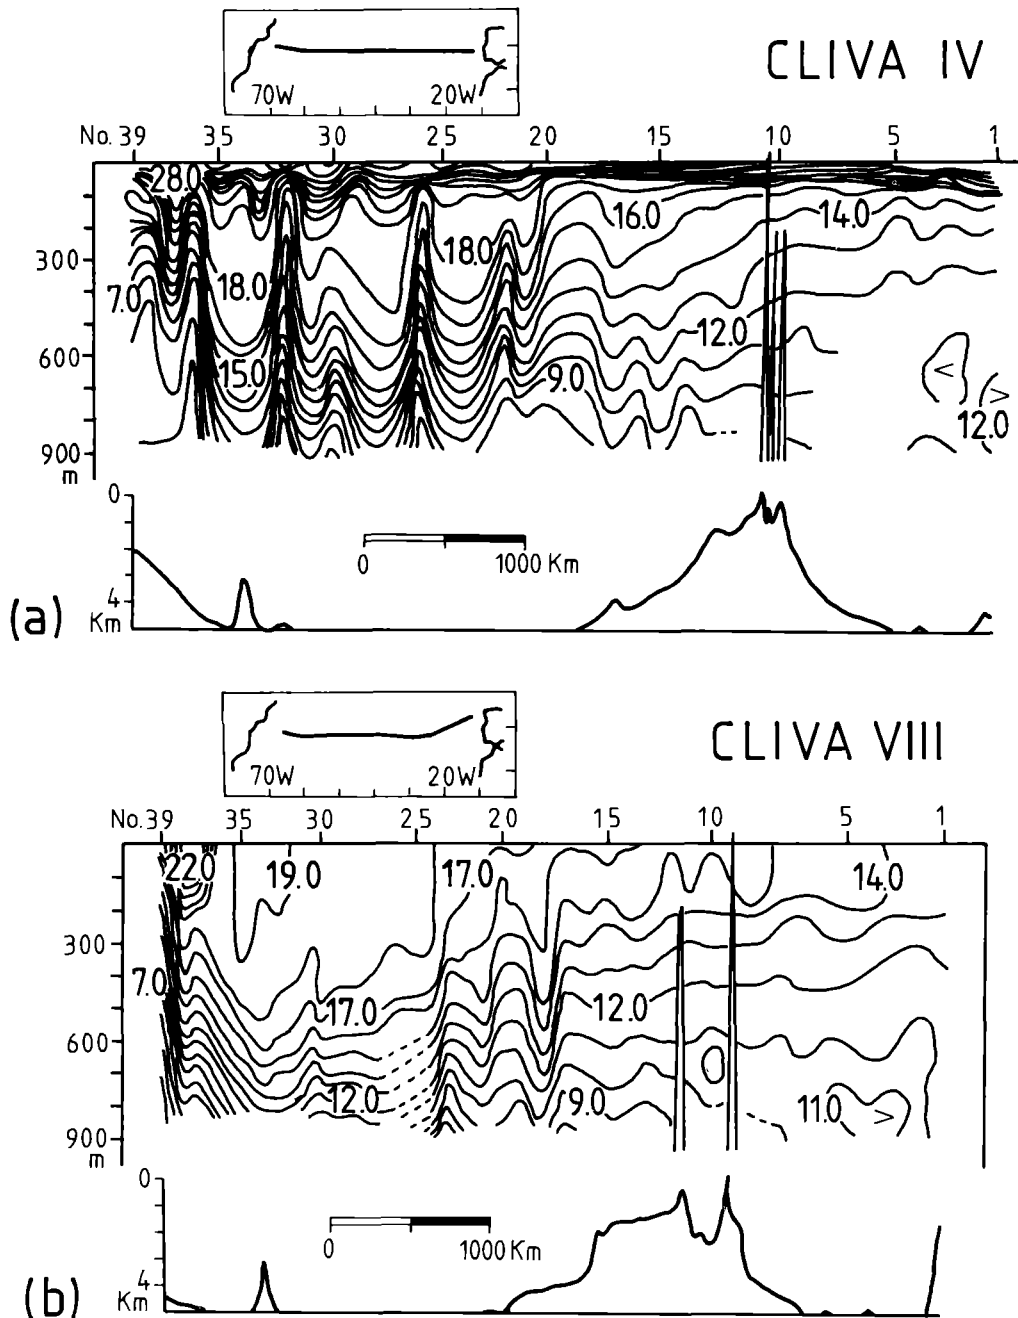 (a)
CLIVA IV
70W 20W
No. 39 35 30 25 20 15 10 5 1
28.0
16.0 14.0
18.0
300
7.0 18.0
12.0
600
15.0 9.0
<
>
12.0
900
m
0
0 1000 Km
4
Km
CLIVA VIII
70W 20W
No. 39 35 30 25 20 15 10 5 1
22.0 19.0 17.0 14.0
300
7.0
17.0 12.0
600
12.0 9.0 11.0 >
900
m
0
0 1000 Km
4
Km
(b)